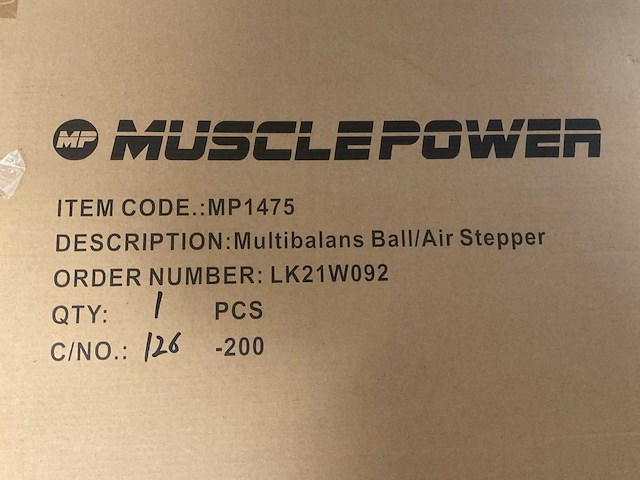 MP MUSCLEPOWER
ITEM CODE.:MP1475
DESCRIPTION:Multibalans Ball/Air Stepper
ORDER NUMBER: LK21W092
QTY: 1 PCS
C/NO.: 126 -200